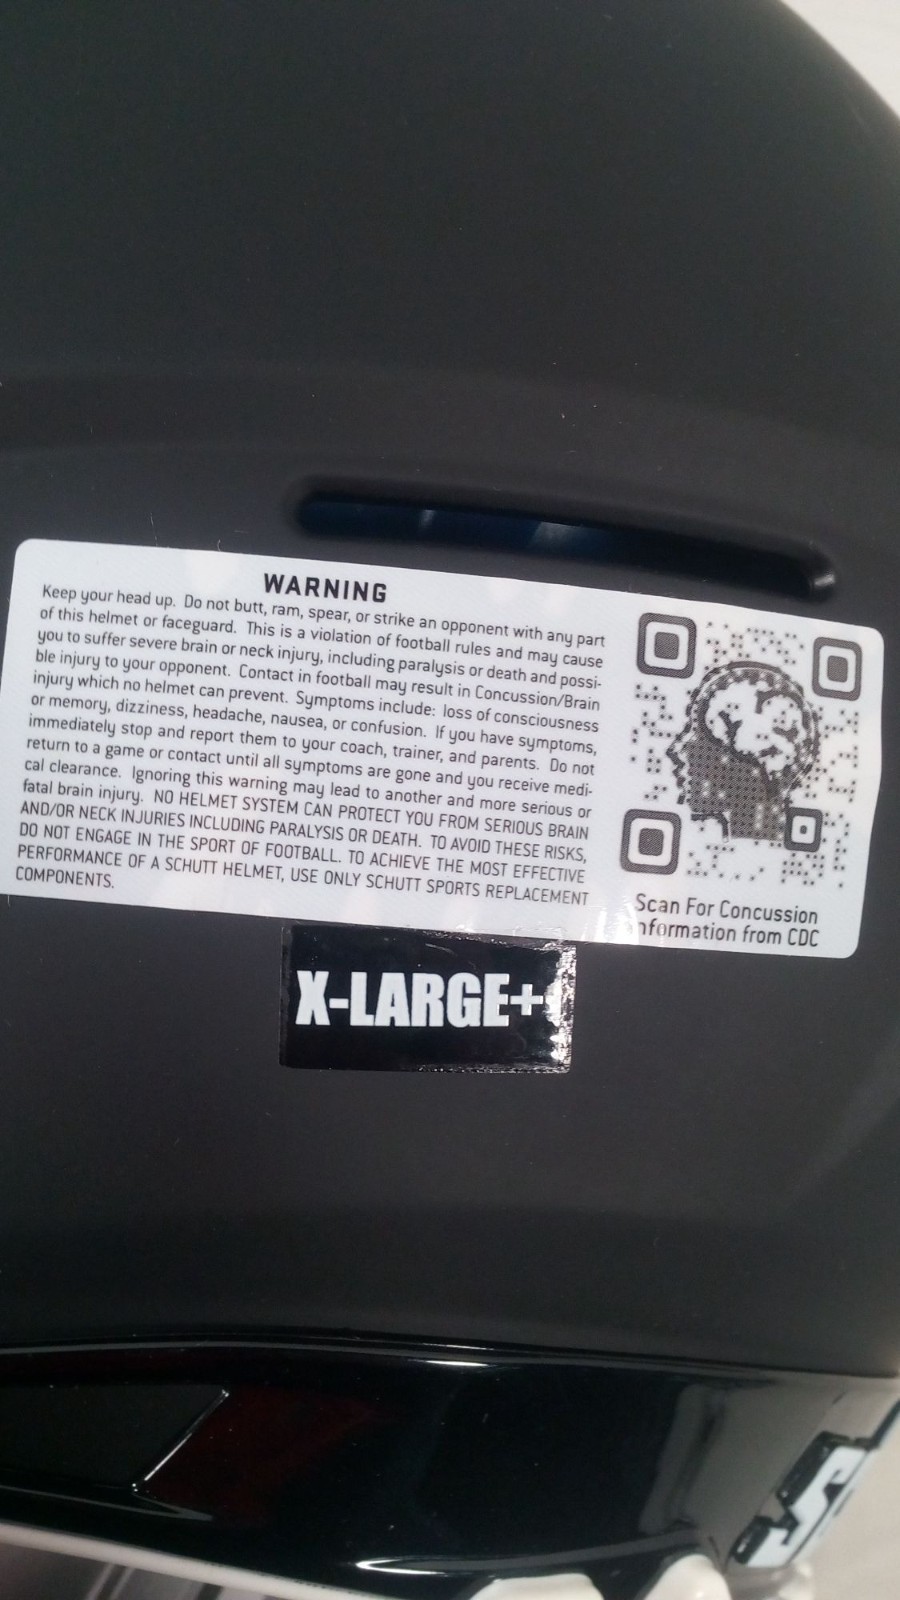 WARNING
Keep your head up. Do not butt, ram, spear, or strike an opponent with any part
of this helmet or faceguard. This is a violation of football rules and may cause
you to suffer severe brain or neck injury, including paralysis or death and possi-
ble injury to your opponent. Contact in football may result in Concussion/Brain
injury which no helmet can prevent. Symptoms include: loss of consciousness
or memory, dizziness, headache, nausea, or confusion. If you have symptoms,
immediately stop and report them to your coach, trainer, and parents. Do not
return to a game or contact until all symptoms are gone and you receive medi-
cal clearance. Ignoring this warning may lead to another and more serious or
fatal brain injury. NO HELMET SYSTEM CAN PROTECT YOU FROM SERIOUS BRAIN
AND/OR NECK INJURIES INCLUDING PARALYSIS OR DEATH. TO AVOID THESE RISKS,
DO NOT ENGAGE IN THE SPORT OF FOOTBALL. TO ACHIEVE THE MOST EFFECTIVE
PERFORMANCE OF A SCHUTT HELMET, USE ONLY SCHUTT SPORTS REPLACEMENT
COMPONENTS.
Scan For Concussion
Information from CDC
X-LARGE+